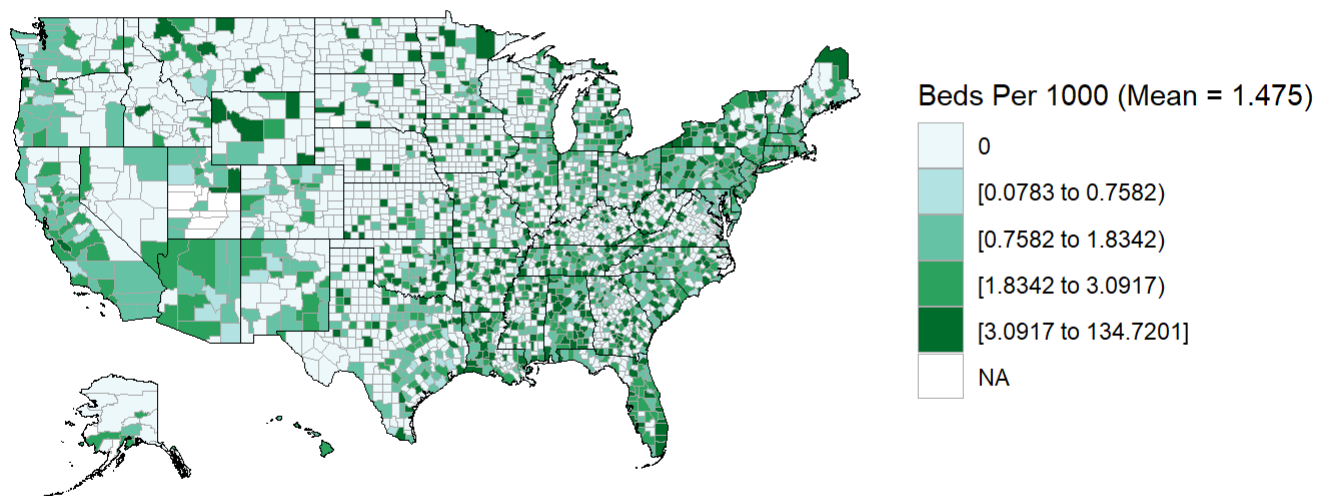 Beds Per 1000 (Mean = 1.475)
0
[0.0783 to 0.7582)
[0.7582 to 1.8342)
[1.8342 to 3.0917)
[3.0917 to 134.7201]
NA